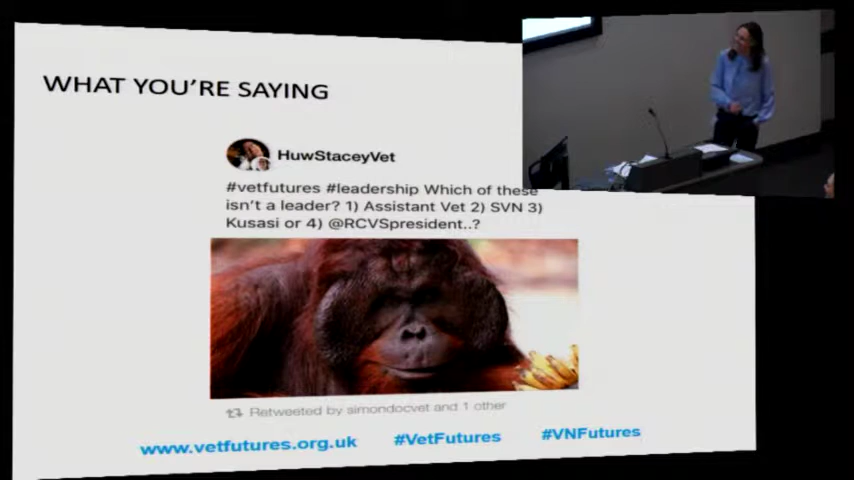 WHAT YOU'RE SAYING
HuwStaceyVet
#vetfutures #leadership Which of these
isn't a leader? 1) Assistant Vet 2) SVN 3)
Kusasi or 4) @RCVSpresident..?
Retweeted by simondocvet and 1 other
www.vetfutures.org.uk #VetFutures #VNFutures